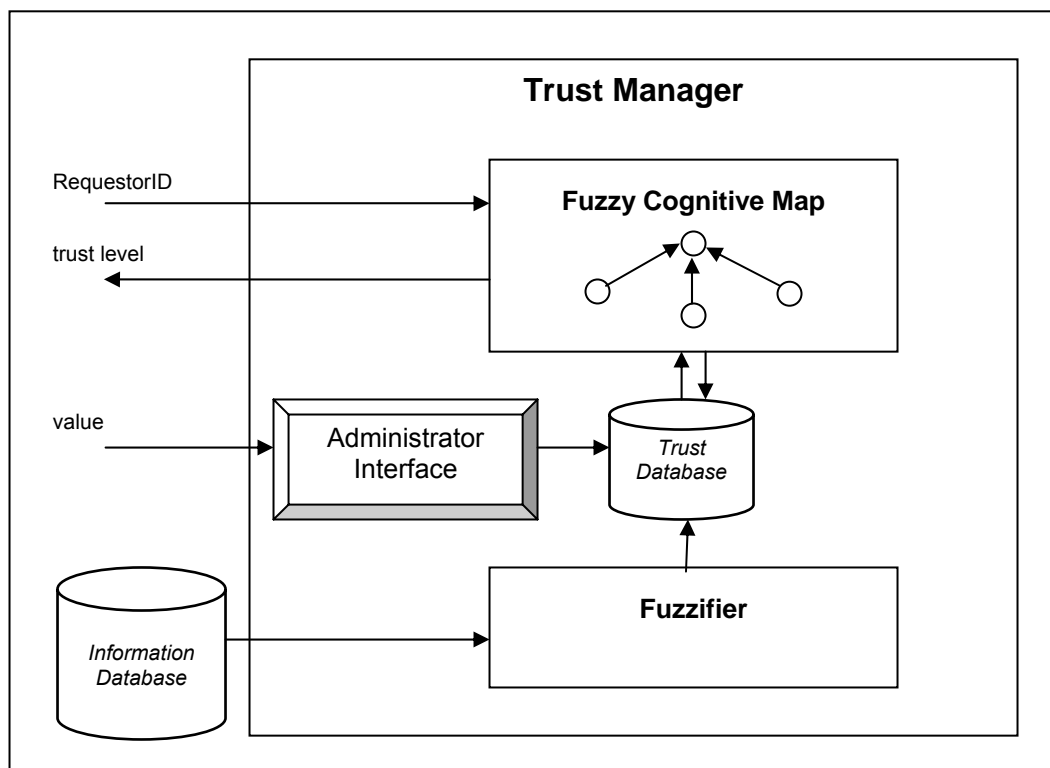 Trust Manager
RequestorID
Fuzzy Cognitive Map
trust level
value
Administrator
Interface
Trust
Database
Fuzzifier
Information
Database